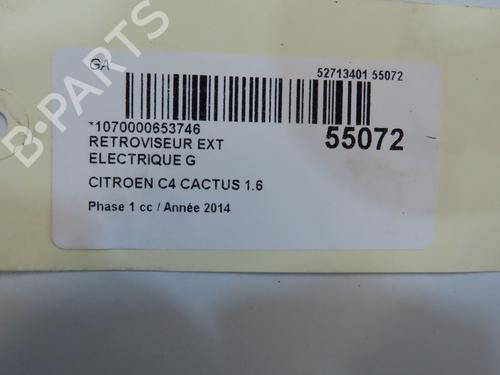 GA
52713401 55072
*1070000653746
55072
RETROVISEUR EXT
ELECTRIQUE G
CITROEN C4 CACTUS 1.6
Phase 1 cc / Année 2014
B-PARTS